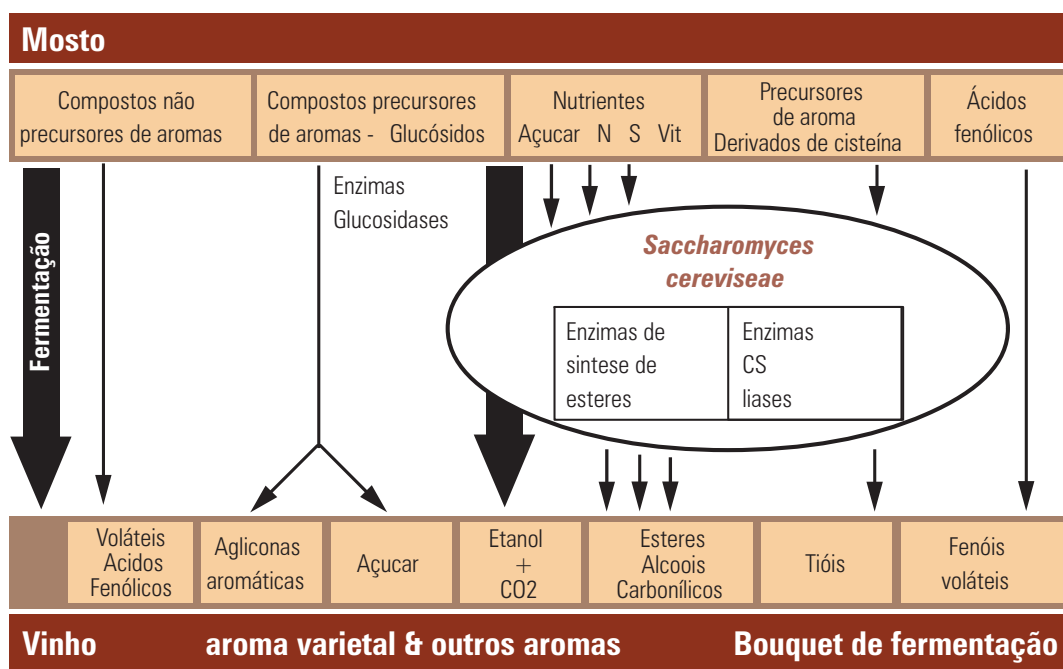 Mosto
Compostos não
precursores de aromas
Compostos precursores
de aromas - Glucósidos
Nutrientes
Açucar N S Vit
Precursores
de aroma
Derivados de cisteína
Ácidos
fenólicos
Fermentação
Enzimas
Glucosidases
Saccharomyces
cereviseae
Enzimas de
sintese de
esteres
Enzimas
CS
liases
Voláteis
Acidos
Fenólicos
Agliconas
aromáticas
Açucar
Etanol
+
CO2
Esteres
Alcoois
Carbonílicos
Tióis
Fenóis
voláteis
Vinho aroma varietal & outros aromas Bouquet de fermentação